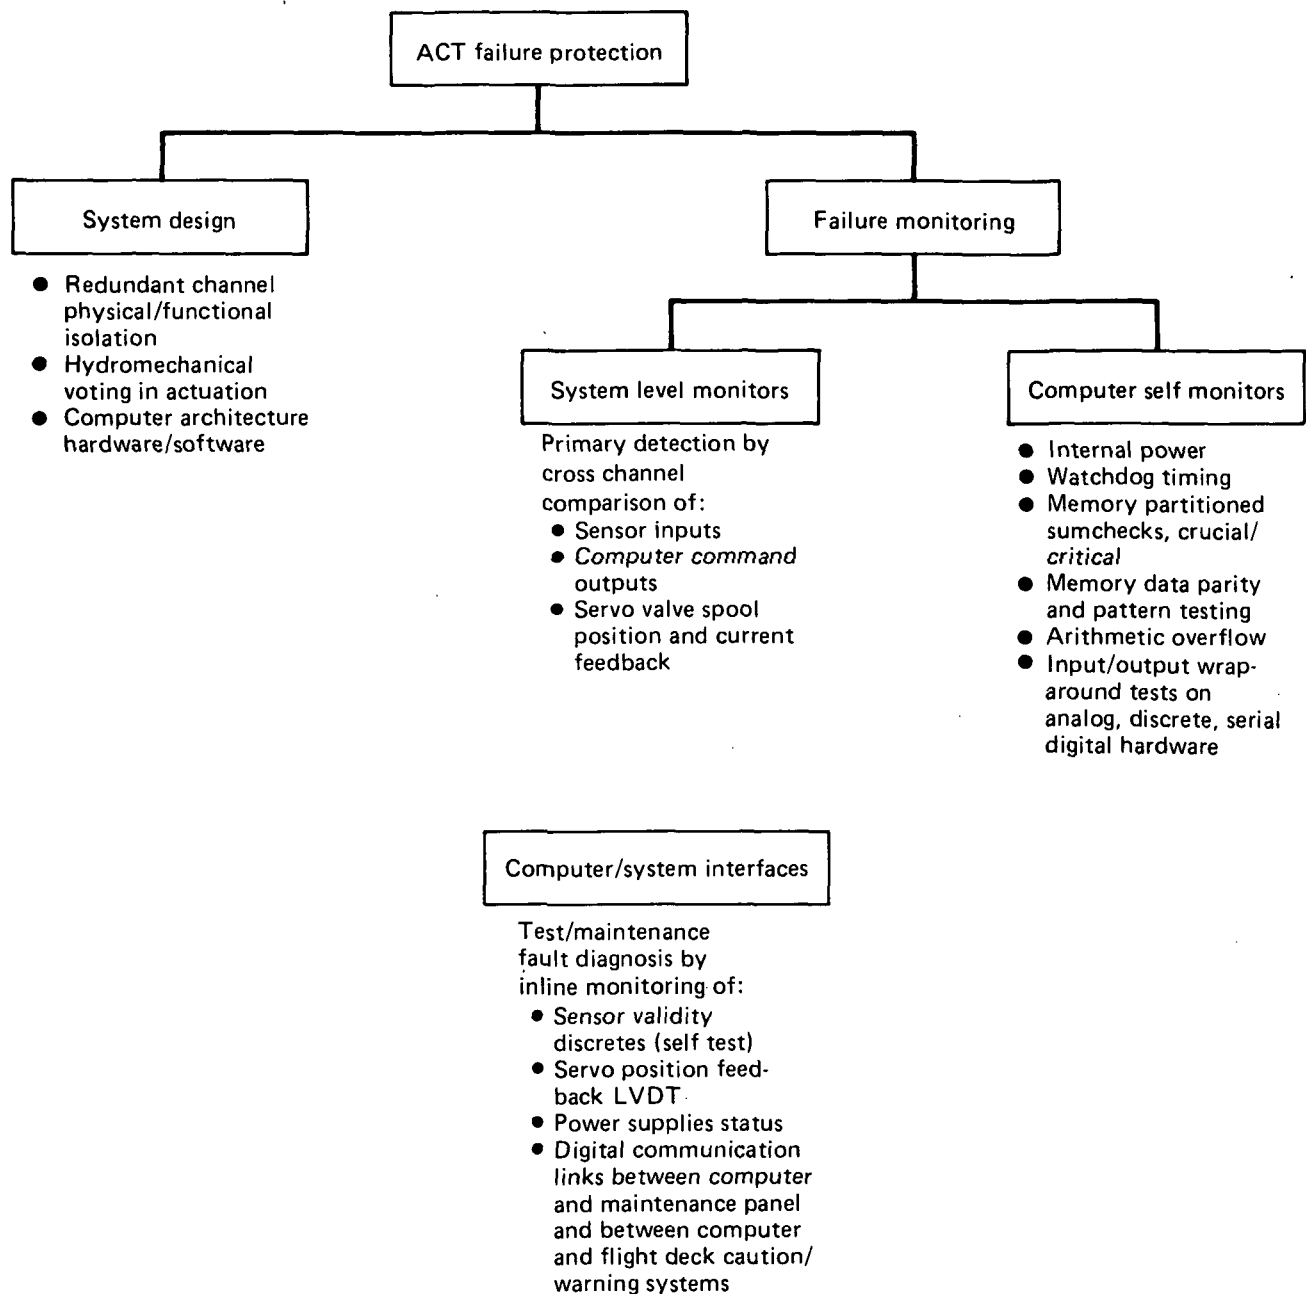 ACT failure protection
System design
● Redundant channel
physical/functional
isolation
● Hydromechanical
voting in actuation
● Computer architecture
hardware/software
Failure monitoring
System level monitors
Primary detection by
cross channel
comparison of:
● Sensor inputs
● Computer command
outputs
● Servo valve spool
position and current
feedback
Computer self monitors
● Internal power
● Watchdog timing
● Memory partitioned
sumchecks, crucial/
critical
● Memory data parity
and pattern testing
● Arithmetic overflow
● Input/output wrap-
around tests on
analog, discrete, serial
digital hardware
Computer/system interfaces
Test/maintenance
fault diagnosis by
inline monitoring of:
● Sensor validity
discretes (self test)
● Servo position feed-
back LVDT
● Power supplies status
● Digital communication
links between computer
and maintenance panel
and between computer
and flight deck caution/
warning systems